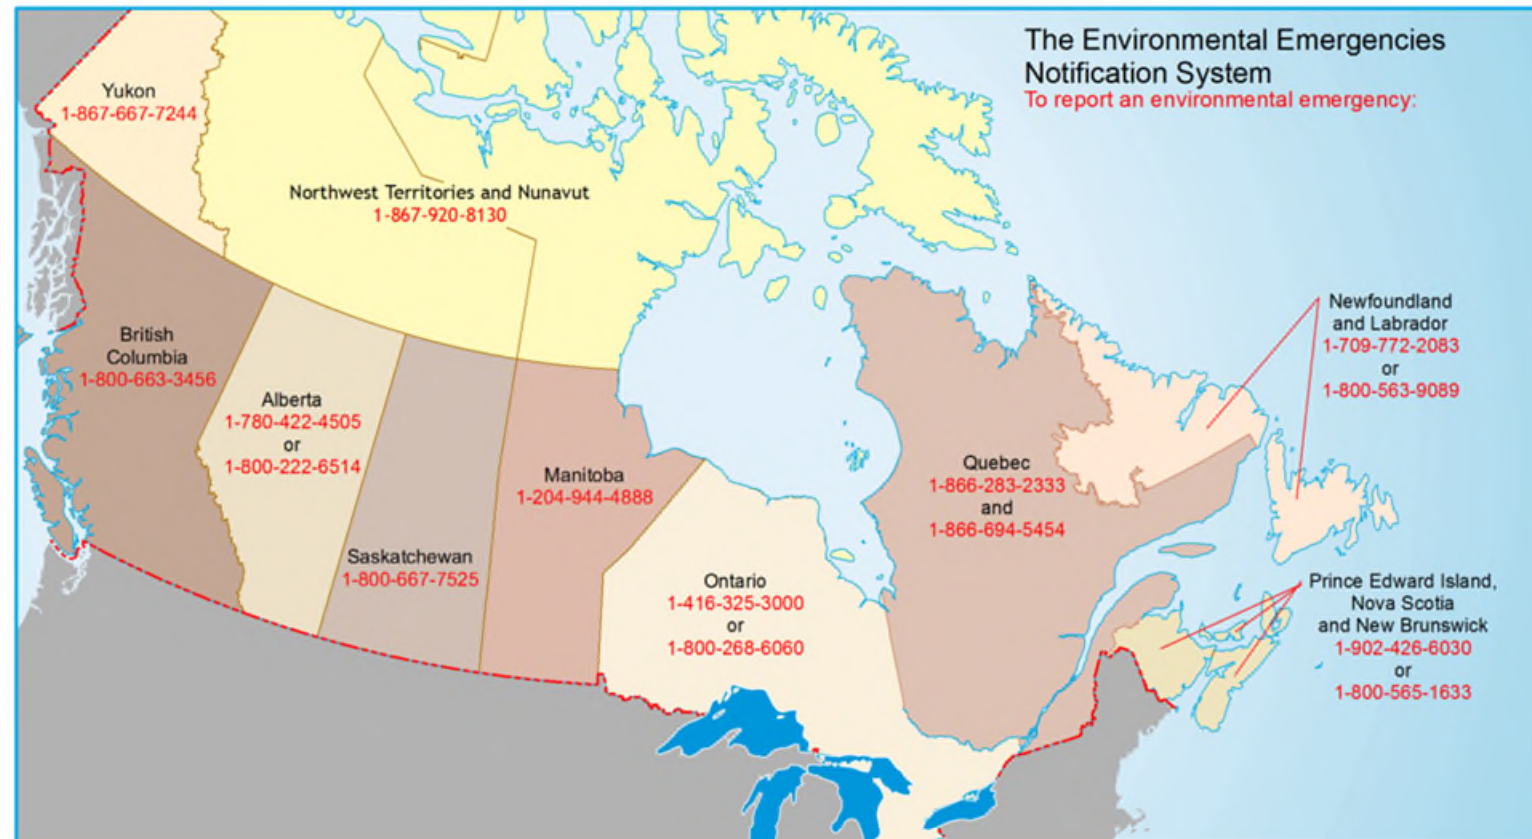 The Environmental Emergencies
Notification System
To report an environmental emergency:
Yukon
1-867-667-7244
Northwest Territories and Nunavut
1-867-920-8130
British
Columbia
1-800-663-3456
Alberta
1-780-422-4505
or
1-800-222-6514
Saskatchewan
1-800-667-7525
Manitoba
1-204-944-4888
Ontario
1-416-325-3000
or
1-800-268-6060
Quebec
1-866-283-2333
and
1-866-694-5454
Newfoundland
and Labrador
1-709-772-2083
or
1-800-563-9089
Prince Edward Island,
Nova Scotia
and New Brunswick
1-902-426-6030
or
1-800-565-1633